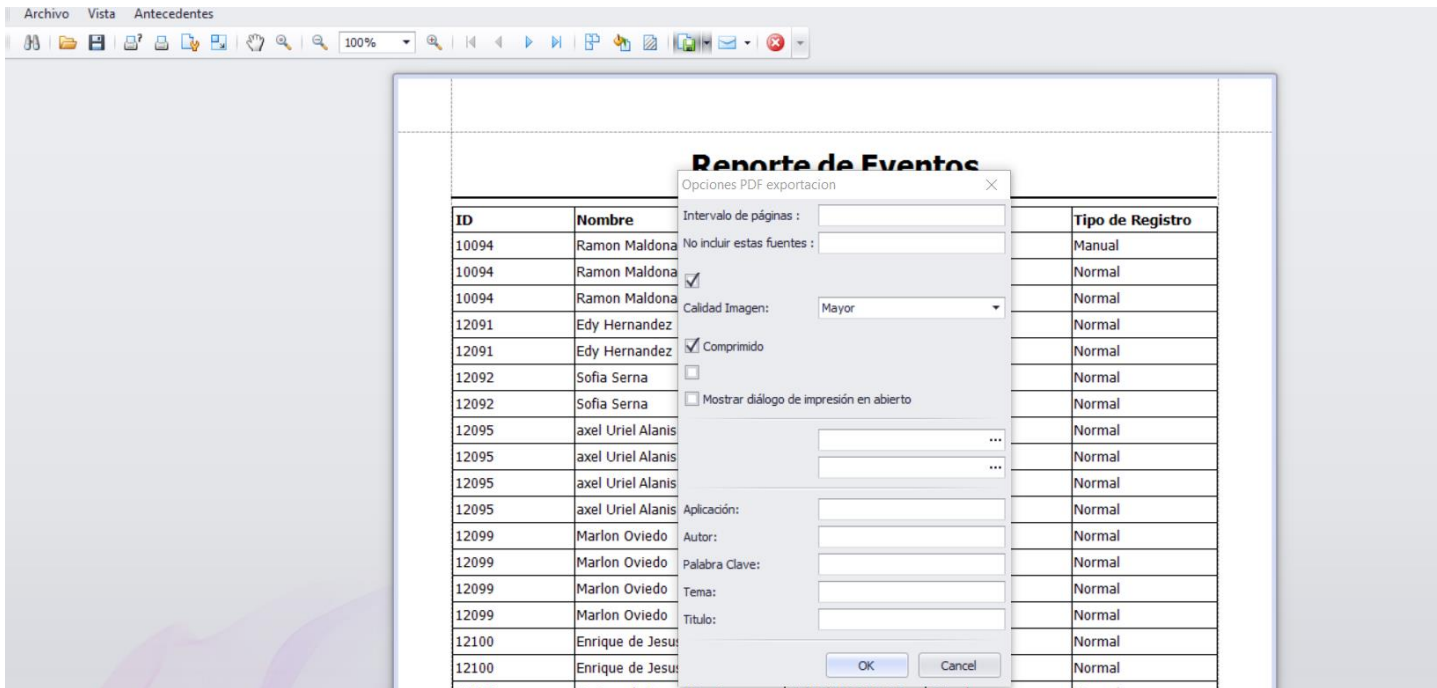 Archivo Vista Antecedentes
100%
Reporte de Eventos
Opciones PDF exportacion
Intervalo de páginas :
No incluir estas fuentes :
Calidad Imagen: Mayor
Comprimido
Mostrar diálogo de impresión en abierto
Aplicación:
Autor:
Palabra Clave:
Tema:
Titulo:
OK Cancel
ID Nombre Tipo de Registro
10094 Ramon Maldona Manual
10094 Ramon Maldona Normal
10094 Ramon Maldona Normal
12091 Edy Hernandez Normal
12091 Edy Hernandez Normal
12092 Sofia Serna Normal
12092 Sofia Serna Normal
12095 axel Uriel Alanis Normal
12095 axel Uriel Alanis Normal
12095 axel Uriel Alanis Normal
12095 axel Uriel Alanis Normal
12099 Marlon Oviedo Normal
12099 Marlon Oviedo Normal
12099 Marlon Oviedo Normal
12099 Marlon Oviedo Normal
12100 Enrique de Jesus Normal
12100 Enrique de Jesus Normal